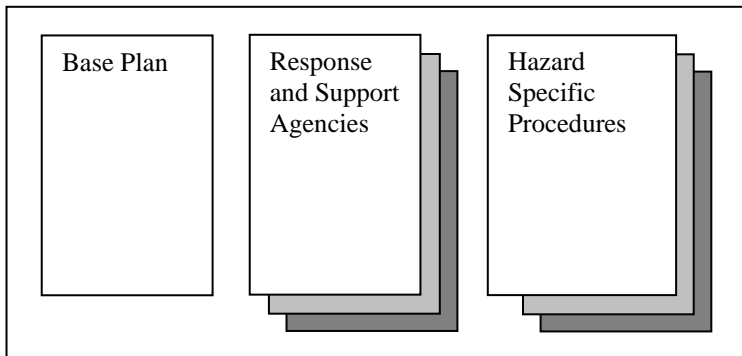 Base Plan
Response
and Support
Agencies
Hazard
Specific
Procedures